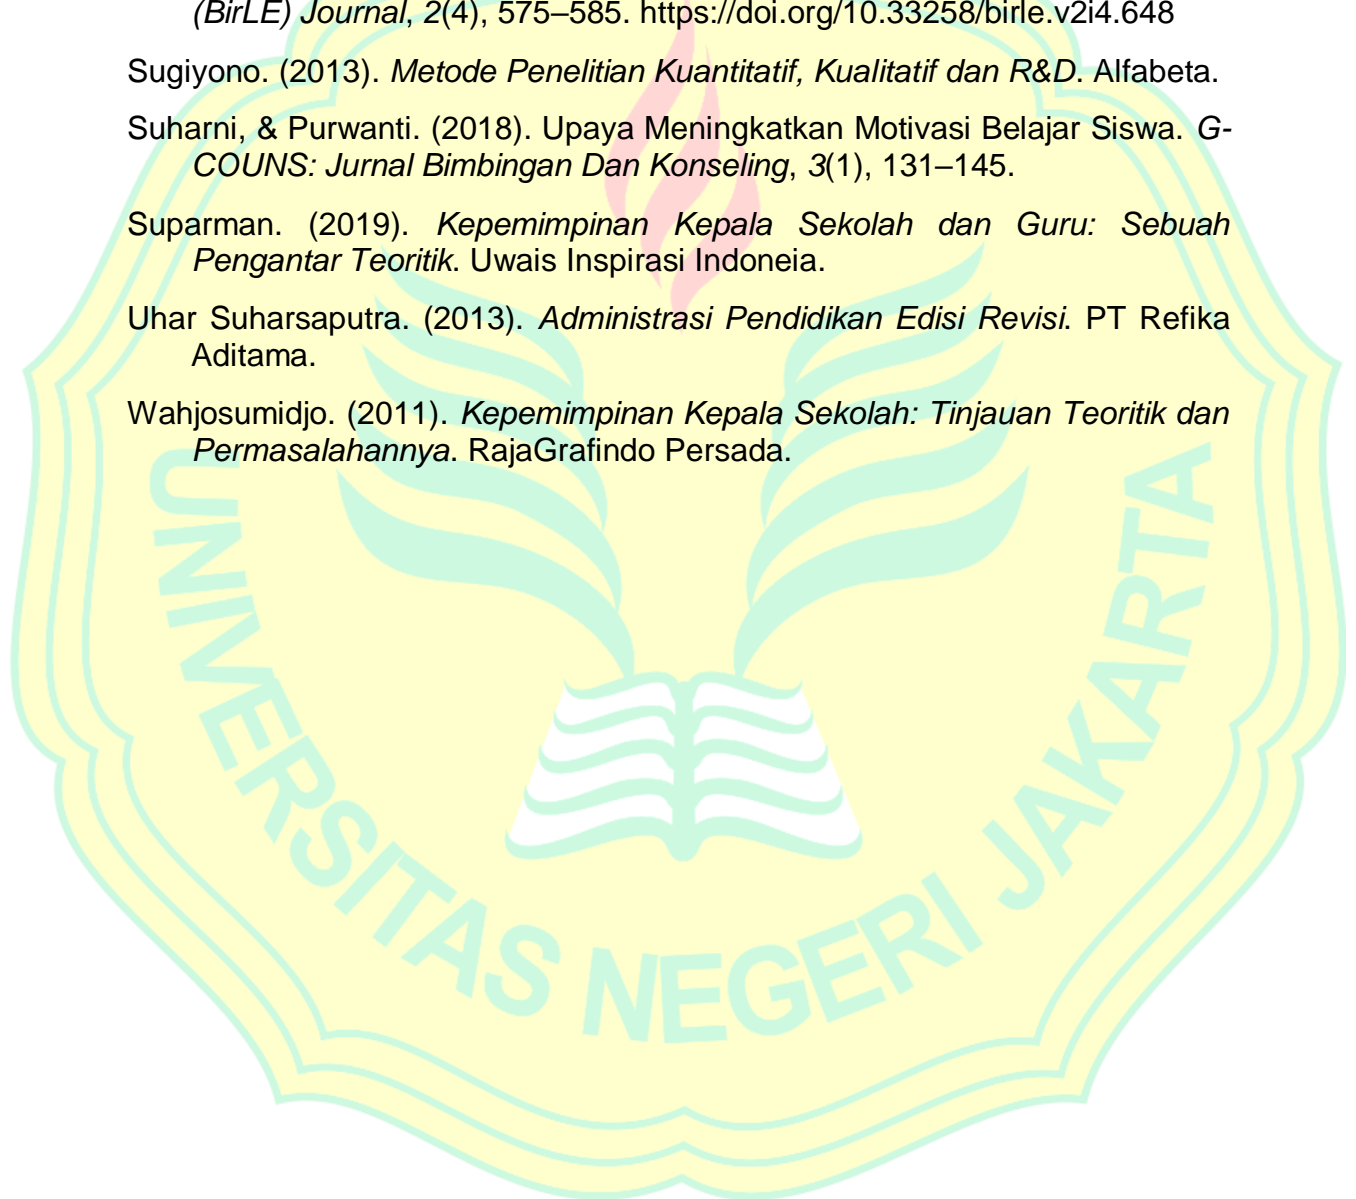 (BirLE) Journal, 2(4), 575–585. https://doi.org/10.33258/birle.v2i4.648
Sugiyono. (2013). Metode Penelitian Kuantitatif, Kualitatif dan R&D. Alfabeta.
Suharni, & Purwanti. (2018). Upaya Meningkatkan Motivasi Belajar Siswa. G-
COUNS: Jurnal Bimbingan Dan Konseling, 3(1), 131–145.
Suparman. (2019). Kepemimpinan Kepala Sekolah dan Guru: Sebuah
Pengantar Teoritik. Uwais Inspirasi Indoneia.
Uhar Suharsaputra. (2013). Administrasi Pendidikan Edisi Revisi. PT Refika
Aditama.
Wahjosumidjo. (2011). Kepemimpinan Kepala Sekolah: Tinjauan Teoritik dan
Permasalahannya. RajaGrafindo Persada.
UNIVERSITAS NEGERI JAKARTA